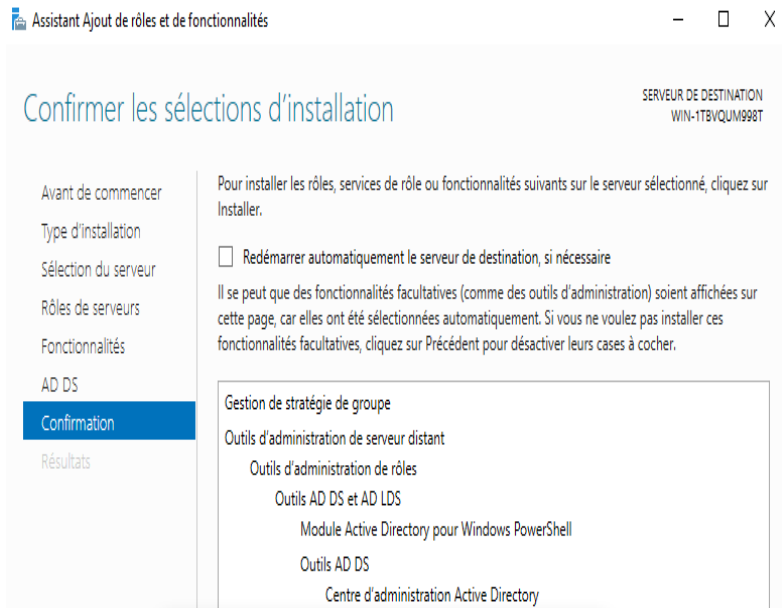 Assistant Ajout de rôles et de fonctionnalités
Confirmer les sélections d'installation
SERVEUR DE DESTINATION
WIN-1TBVQUM998T
Avant de commencer
Type d'installation
Sélection du serveur
Rôles de serveurs
Fonctionnalités
AD DS
Confirmation
Résultats
Pour installer les rôles, services de rôle ou fonctionnalités suivants sur le serveur sélectionné, cliquez sur
Installer.
Redémarrer automatiquement le serveur de destination, si nécessaire
Il se peut que des fonctionnalités facultatives (comme des outils d'administration) soient affichées sur
cette page, car elles ont été sélectionnées automatiquement. Si vous ne voulez pas installer ces
fonctionnalités facultatives, cliquez sur Précédent pour désactiver leurs cases à cocher.
Gestion de stratégie de groupe
Outils d'administration de serveur distant
Outils d'administration de rôles
Outils AD DS et AD LDS
Module Active Directory pour Windows PowerShell
Outils AD DS
Centre d'administration Active Directory